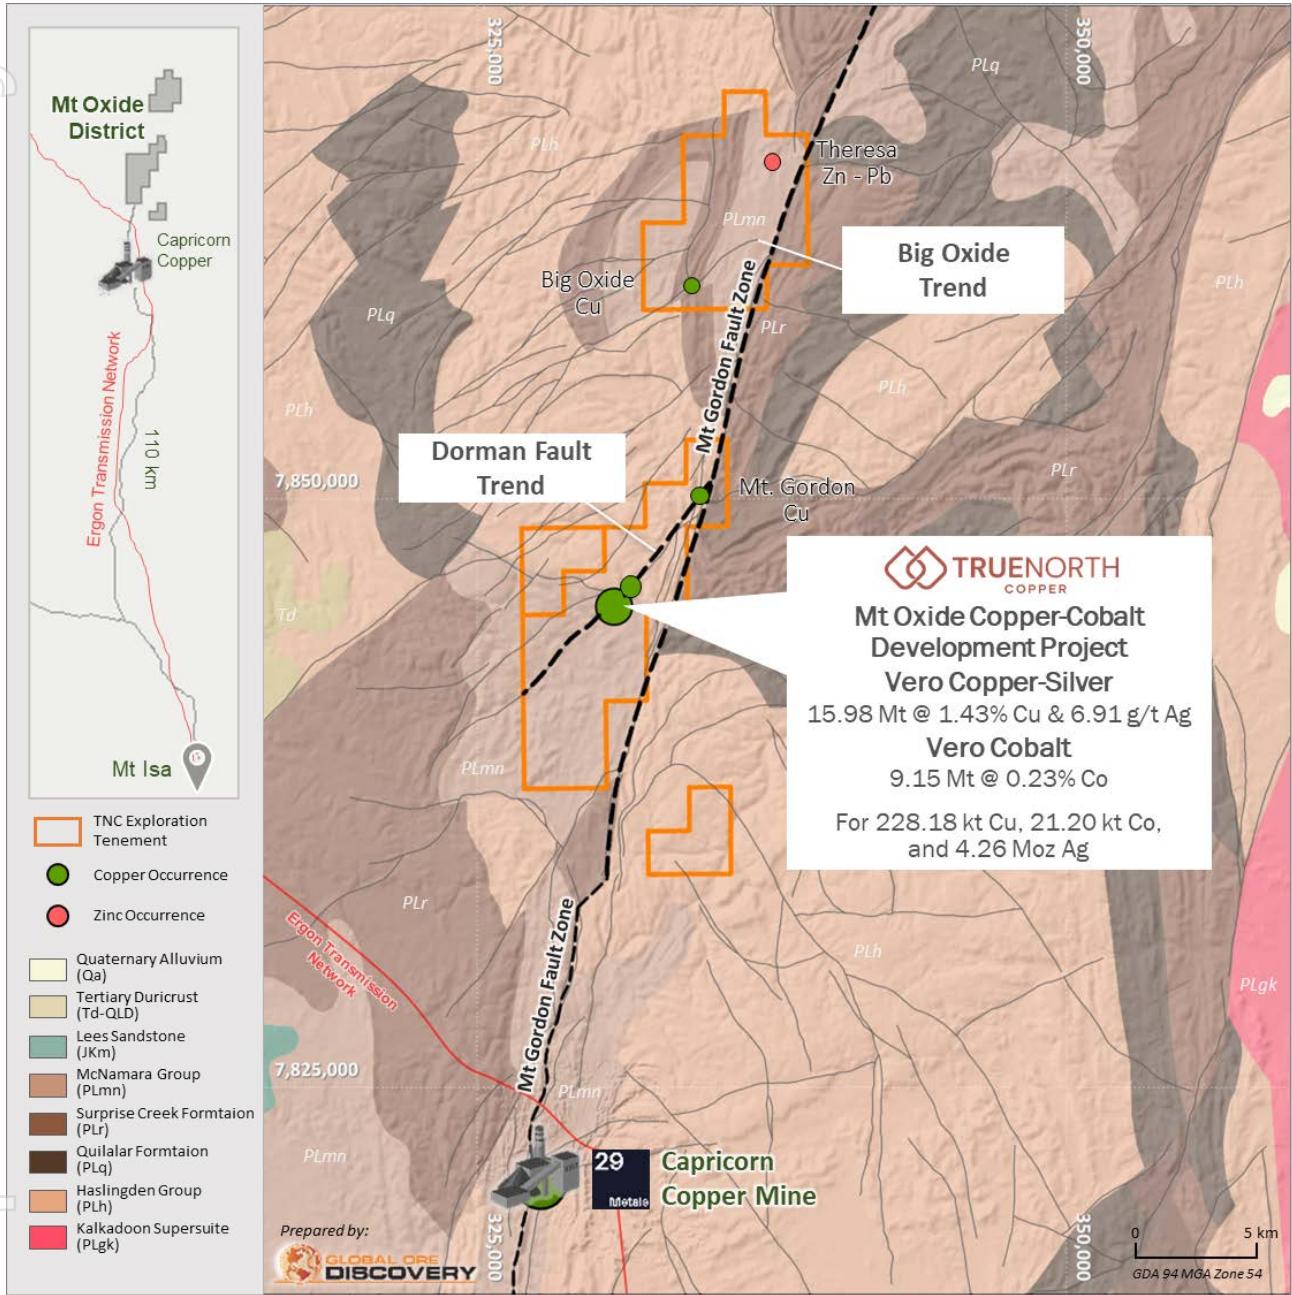 Mt Oxide
District
Capricorn
Copper
Ergon Transmission Network
110 km
Mt Isa
TNC Exploration
Tenement
Copper Occurrence
Zinc Occurrence
Quaternary Alluvium
(Qa)
Tertiary Duricrust
(Td-QLD)
Lees Sandstone
(JKm)
McNamara Group
(PLmn)
Surprise Creek Formtaion
(PLr)
Quilalar Formtaion
(PLq)
Haslingden Group
(PLh)
Kalkadoon Supersuite
(PLgk)
325,000
350,000
PLq
PLh
Theresa
Zn - Pb
PLmn
Big Oxide
Trend
Big Oxide
Cu
PLh
PLq
PLr
Mt Gordon Fault Zone
PLh
PLh
Dorman Fault
Trend
7,850,000
PLr
Mt. Gordon
Cu
Td
TRUENORTH
COPPER
Mt Oxide Copper-Cobalt
Development Project
Vero Copper-Silver
15.98 Mt @ 1.43% Cu & 6.91 g/t Ag
Vero Cobalt
9.15 Mt @ 0.23% Co
For 228.18 kt Cu, 21.20 kt Co,
and 4.26 Moz Ag
PLmn
PLr
Ergon Transmission
Network
Mt Gordon Fault Zone
PLh
PLgk
7,825,000
PLmn
PLmn
29
Metals
Capricorn
Copper Mine
325,000
350,000
Prepared by:
GLOBAL ORE
DISCOVERY
0 5 km
GDA 94 MGA Zone 54